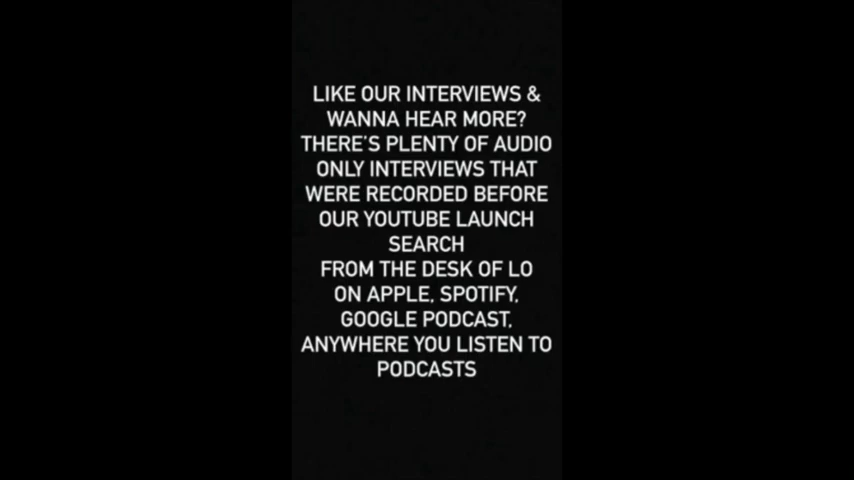 LIKE OUR INTERVIEWS &
WANNA HEAR MORE?
THERE'S PLENTY OF AUDIO
ONLY INTERVIEWS THAT
WERE RECORDED BEFORE
OUR YOUTUBE LAUNCH
SEARCH
FROM THE DESK OF LO
ON APPLE, SPOTIFY,
GOOGLE PODCAST,
ANYWHERE YOU LISTEN TO
PODCASTS